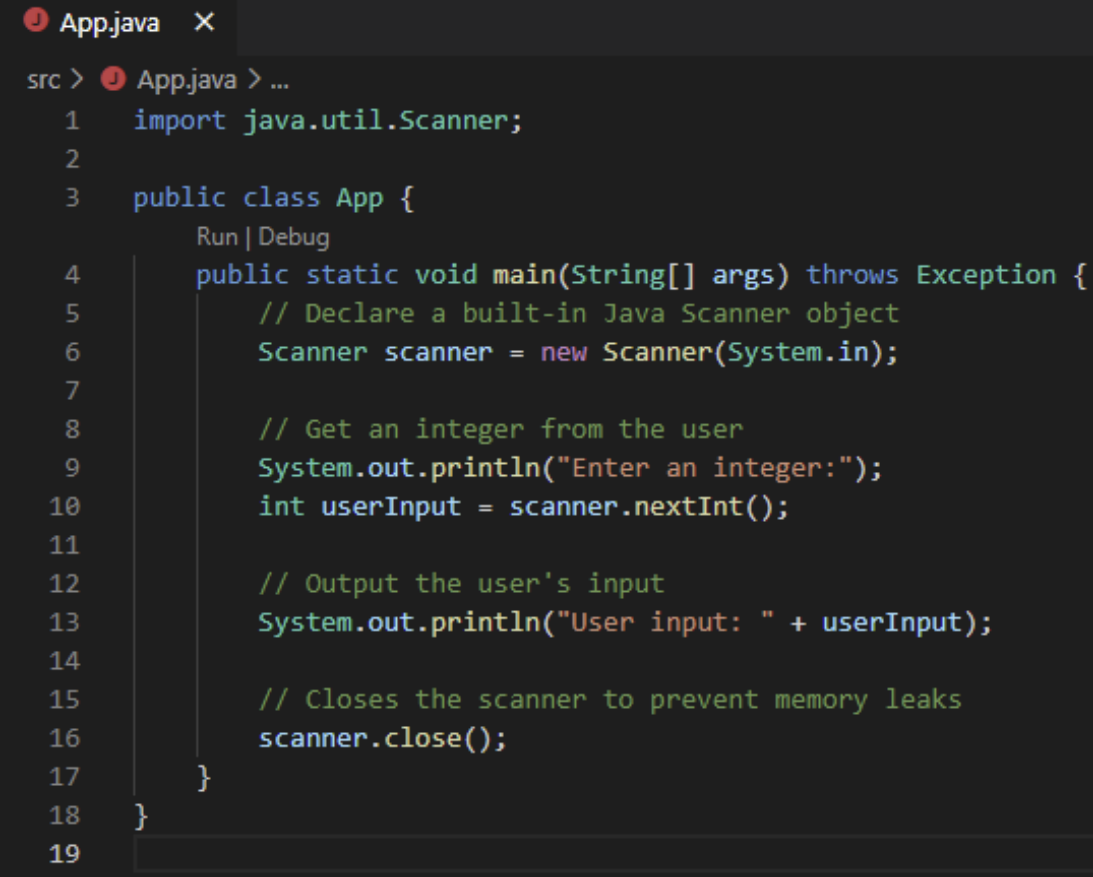 App.java ×
src > App.java > ...
1 import java.util.Scanner;
2
3 public class App {
Run | Debug
4     public static void main(String[] args) throws Exception {
5         // Declare a built-in Java Scanner object
6         Scanner scanner = new Scanner(System.in);
7
8         // Get an integer from the user
9         System.out.println("Enter an integer:");
10         int userInput = scanner.nextInt();
11
12         // Output the user's input
13         System.out.println("User input: " + userInput);
14
15         // Closes the scanner to prevent memory leaks
16         scanner.close();
17     }
18 }
19